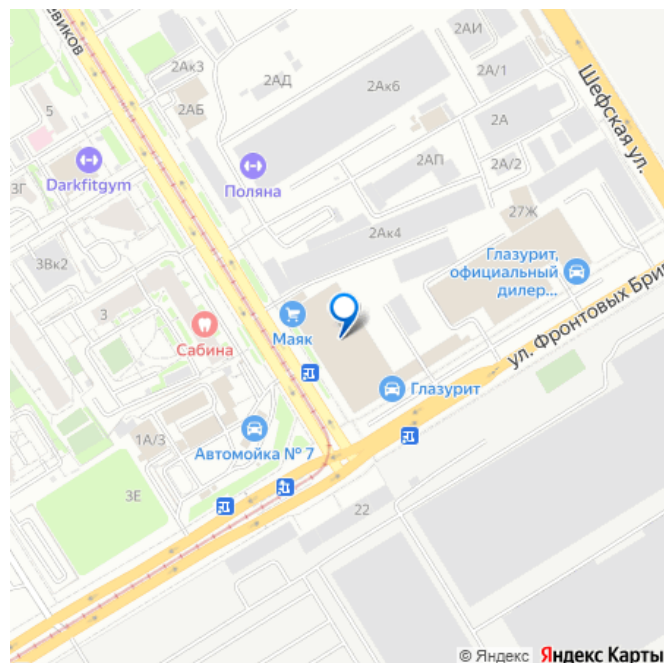 евиков
2АИ
2Ак3
2АД
2Ак6
2А/1
Шефская ул.
2АБ
5
2А
Darkfitgym
Поляна
2АП
2А/2
3Г
27Ж
2Ак4
3Вк2
Глазурит,
официальный
дилер...
3
Маяк
Сабина
ул. Фронтовых Бриг
Глазурит
1А/3
Автомойка № 7
3Е
22
© Яндекс Яндекс Карты